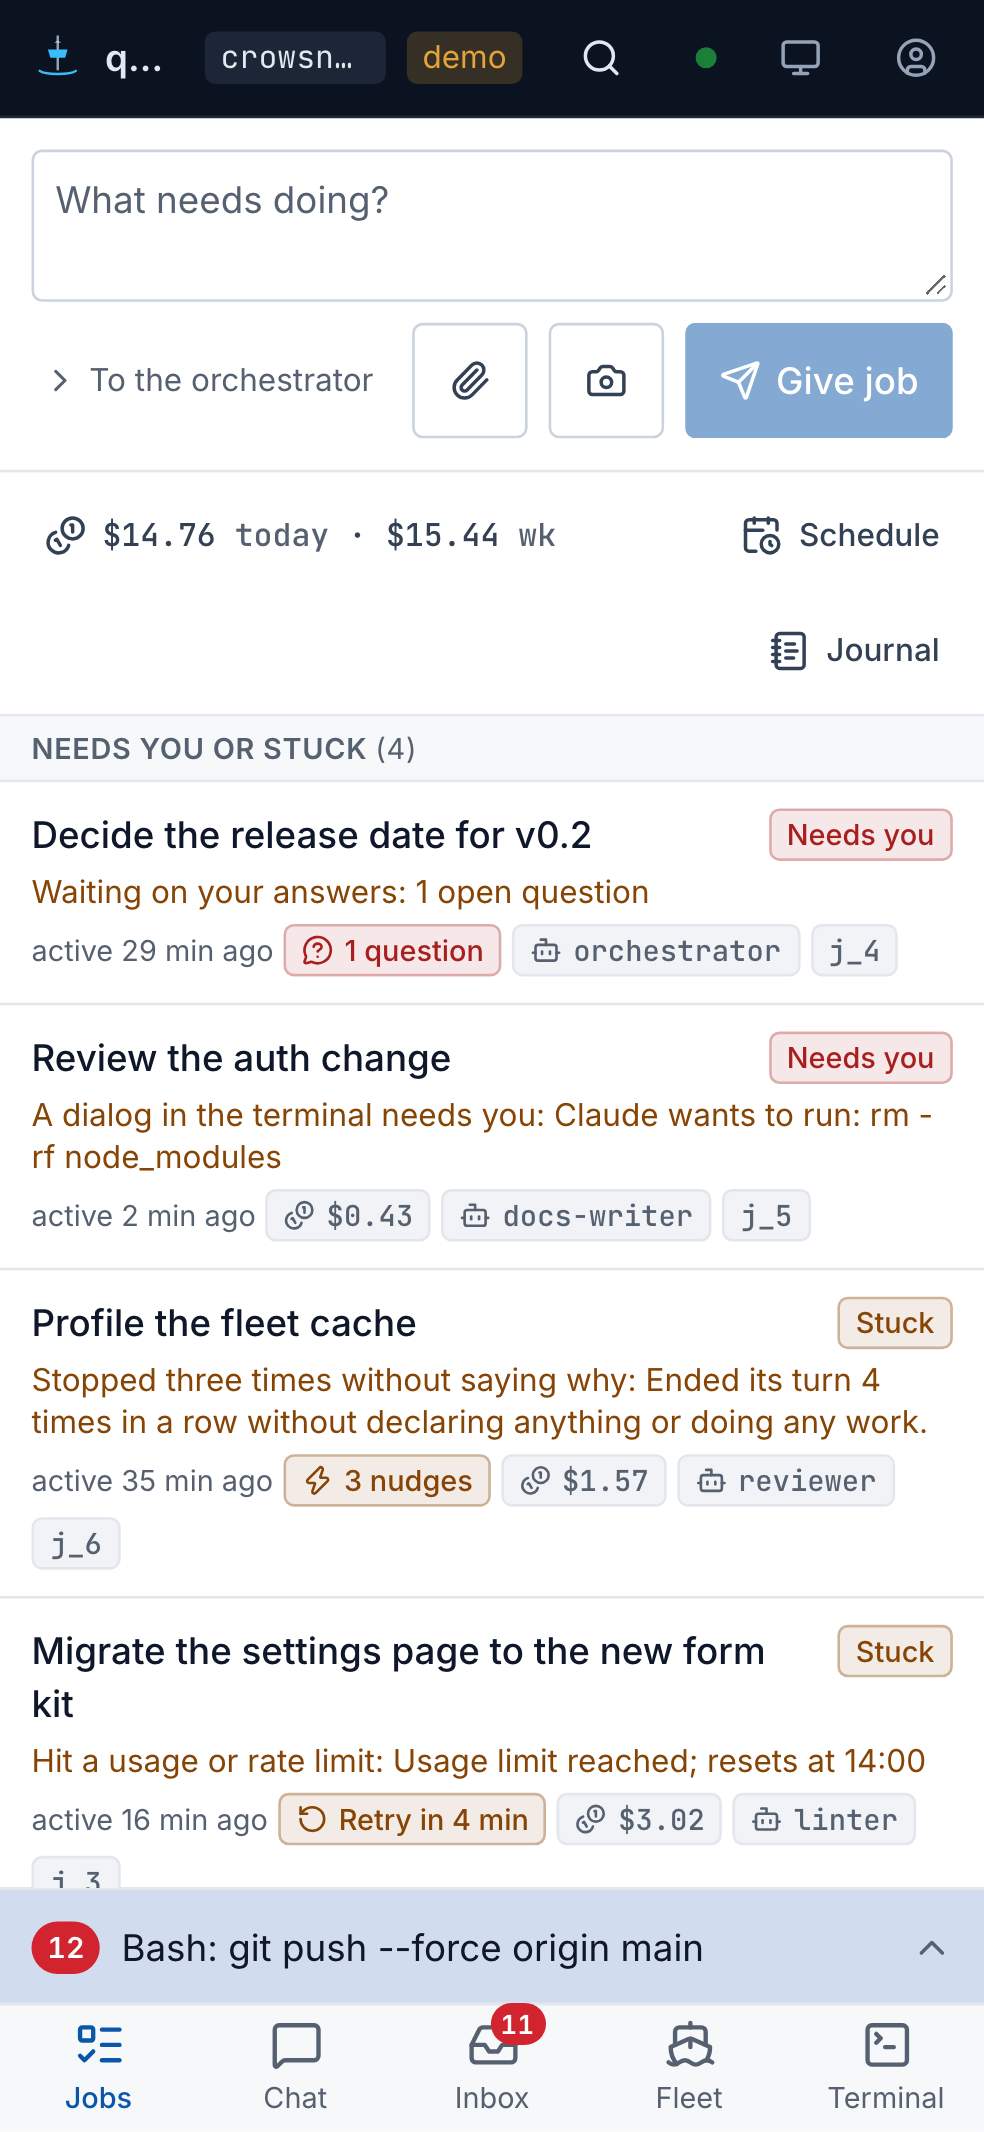 q...
crowsn...
demo
What needs doing?
To the orchestrator
Give job
$14.76 today · $15.44 wk
Schedule
Journal
NEEDS YOU OR STUCK (4)
Decide the release date for v0.2
Needs you
Waiting on your answers: 1 open question
active 29 min ago
1 question
orchestrator
j_4
Review the auth change
Needs you
A dialog in the terminal needs you: Claude wants to run: rm -
rf node_modules
active 2 min ago
$0.43
docs-writer
j_5
Profile the fleet cache
Stuck
Stopped three times without saying why: Ended its turn 4
times in a row without declaring anything or doing any work.
active 35 min ago
3 nudges
$1.57
reviewer
j_6
Migrate the settings page to the new form
kit
Stuck
Hit a usage or rate limit: Usage limit reached; resets at 14:00
active 16 min ago
Retry in 4 min
$3.02
linter
j_3
12
Bash: git push --force origin main
11
Jobs
Chat
Inbox
Fleet
Terminal